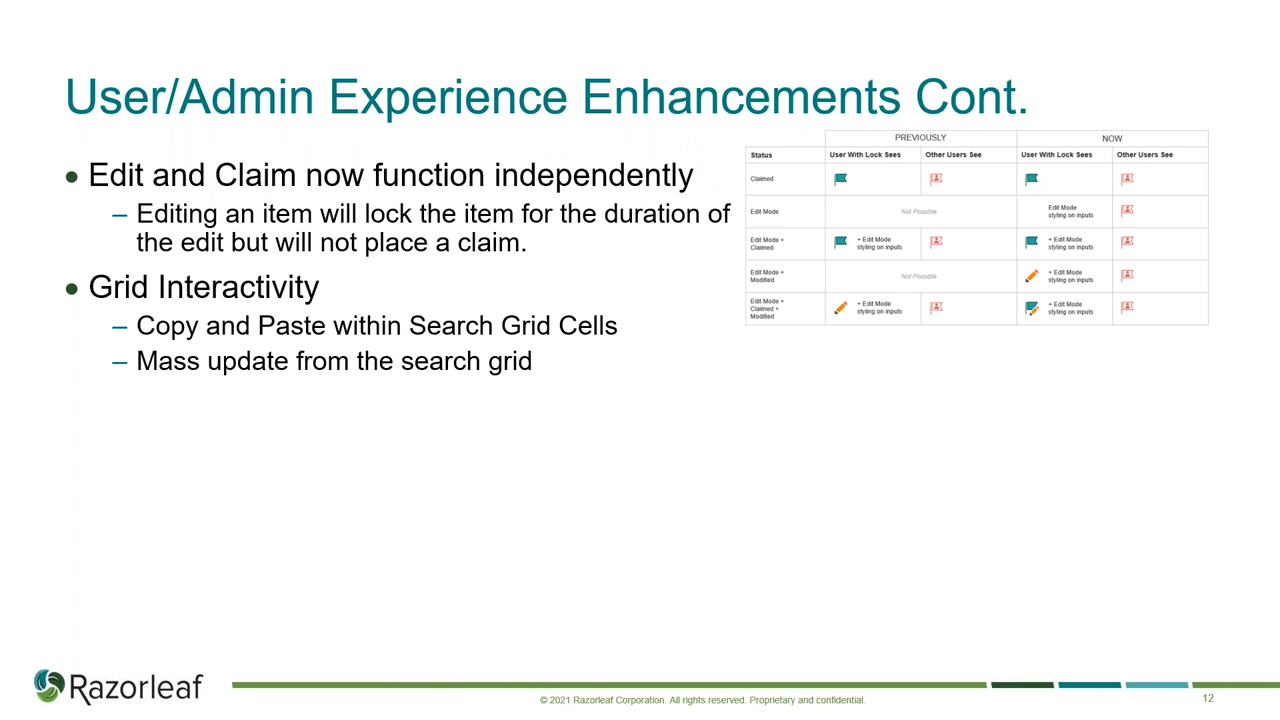 User/Admin Experience Enhancements Cont.
• Edit and Claim now function independently
– Editing an item will lock the item for the duration of
the edit but will not place a claim.
• Grid Interactivity
– Copy and Paste within Search Grid Cells
– Mass update from the search grid
PREVIOUSLY NOW
Status User With Lock Sees Other Users See User With Lock Sees Other Users See
Claimed
Edit Mode Not Possible Edit Mode
styling on inputs
Edit Mode + + Edit Mode + Edit Mode
Claimed styling on inputs styling on inputs
Edit Mode + Not Possible + Edit Mode
Modified styling on inputs
Edit Mode + + Edit Mode + Edit Mode
Claimed + styling on inputs styling on inputs
Modified
Razorleaf
© 2021 Razorleaf Corporation. All rights reserved. Proprietary and confidential.
12